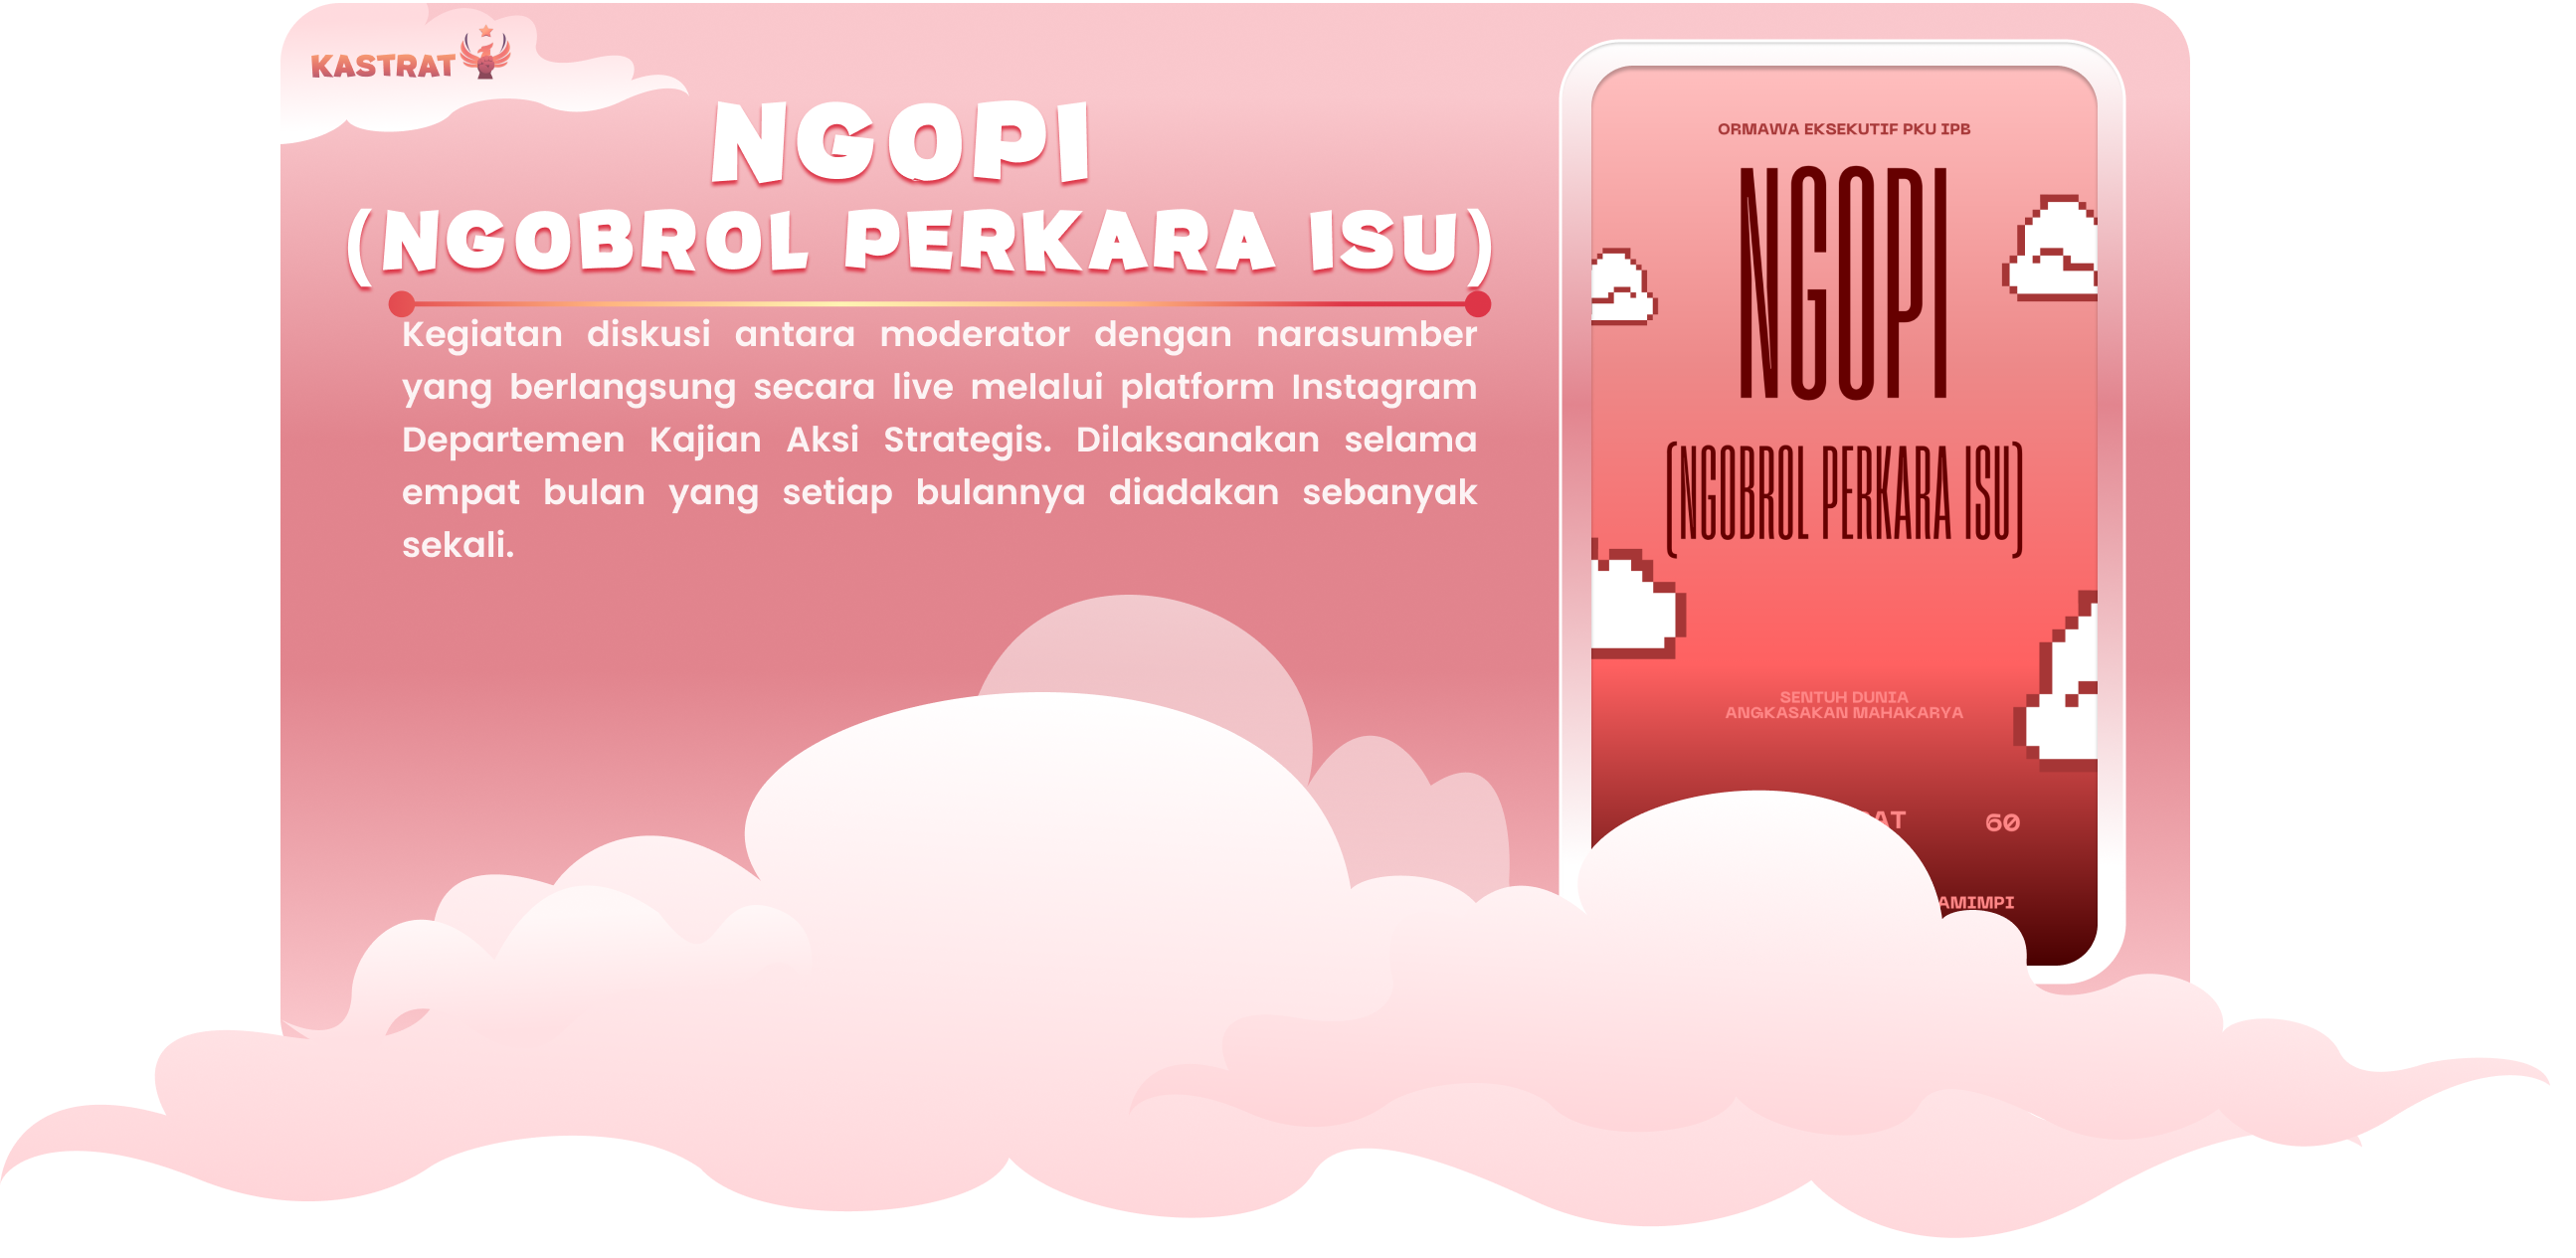 KASTRAT
NGOPI
(NGOBROL PERKARA ISU)
Kegiatan diskusi antara moderator dengan narasumber
yang berlangsung secara live melalui platform Instagram
Departemen Kajian Aksi Strategis. Dilaksanakan selama
empat bulan yang setiap bulannya diadakan sebanyak
sekali.
ORMAWA EKSEKUTIF PKU IPB
NGOPI
(NGOBROL PERKARA ISU)
SENTUH DUNIA
ANGKASAKAN MAHAKARYA
60